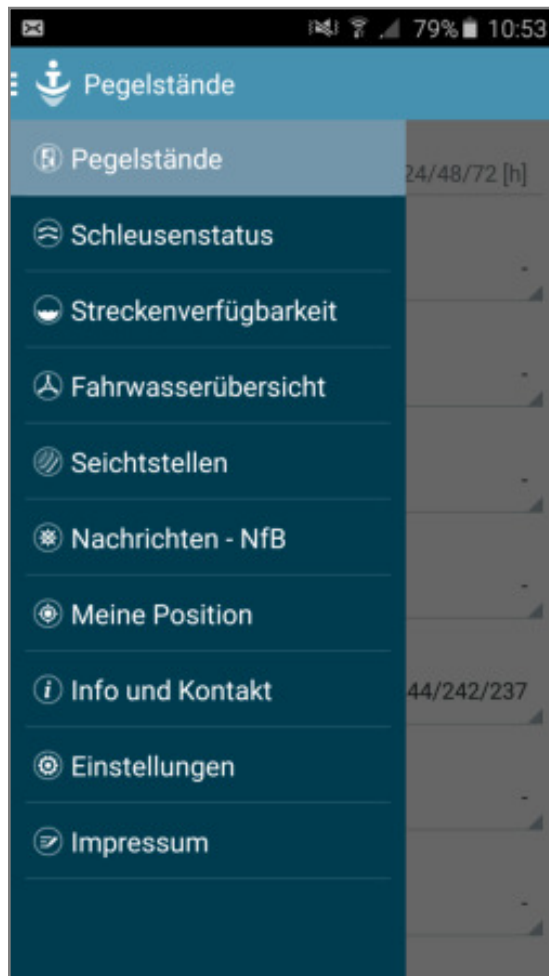 79% 10:53
Pegelstände
Pegelstände
24/48/72 [h]
Schleusenstatus
-
Streckenverfügbarkeit
Fahrwasserübersicht
-
Seichtstellen
-
Nachrichten - NfB
-
Meine Position
Info und Kontakt
44/242/237
Einstellungen
-
Impressum
-